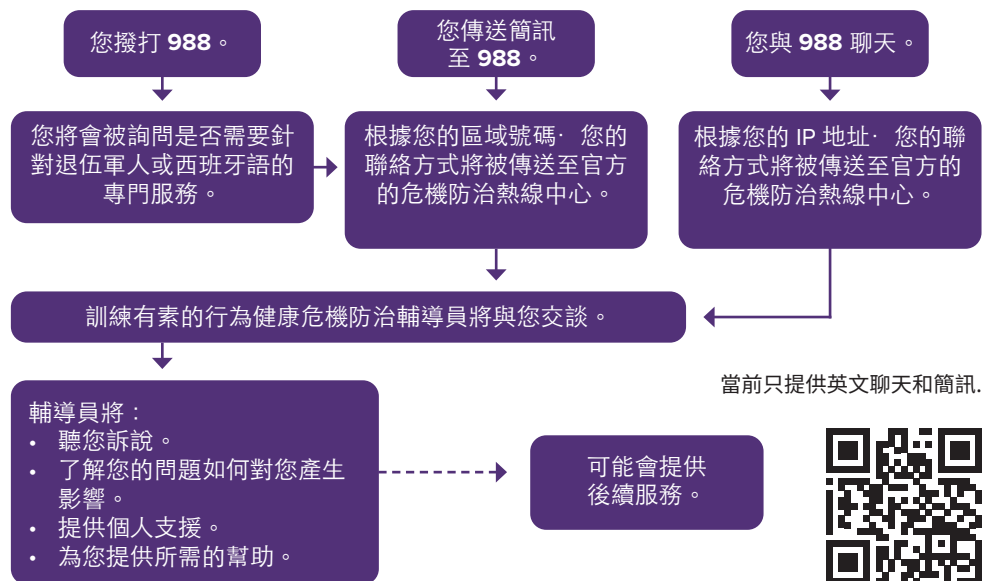 您撥打 988。
您傳送簡訊
至 988。
您與 988 聊天。
您將會被詢問是否需要針
對退伍軍人或西班牙語的
專門服務。
根據您的區域號碼· 您的
聯絡方式將被傳送至官方
的危機防治熱線中心。
根據您的 IP 地址· 您的聯
絡方式將被傳送至官方的
危機防治熱線中心。
訓練有素的行為健康危機防治輔導員將與您交談。
當前只提供英文聊天和簡訊.
輔導員將：
• 聽您訴說。
• 了解您的問題如何對您產生
影響。
• 提供個人支援。
• 為您提供所需的幫助。
可能會提供
後續服務。